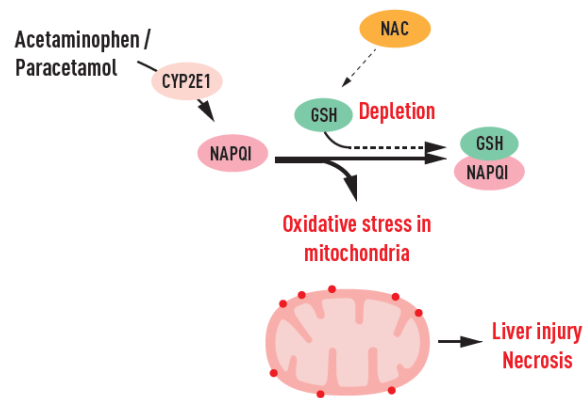 Acetaminophen /
Paracetamol
CYP2E1
NAC
GSH
Depletion
NAPQI
GSH
NAPQI
Oxidative stress in
mitochondria
Liver injury
Necrosis